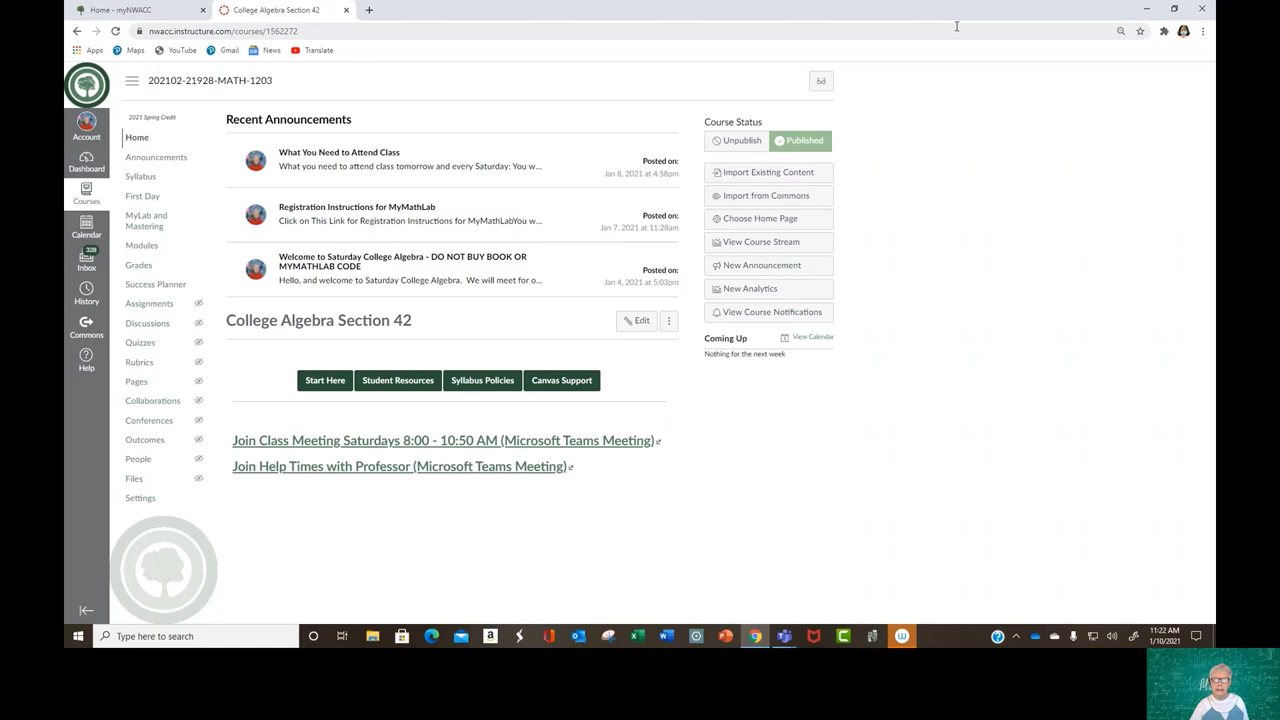 Home - myNWACC
College Algebra Section 42
nwacc.instructure.com/courses/1562272
Apps
Maps
YouTube
Gmail
News
Translate
202102-21928-MATH-1203
Account
Dashboard
Courses
Calendar
328
Inbox
History
Commons
Help
2021 Spring Credit
Home
Announcements
Syllabus
First Day
MyLab and
Mastering
Modules
Grades
Success Planner
Assignments
Discussions
Quizzes
Rubrics
Pages
Collaborations
Conferences
Outcomes
People
Files
Settings
Recent Announcements
What You Need to Attend Class
What you need to attend class tomorrow and every Saturday: You w...
Posted on:
Jan 8, 2021 at 4:58pm
Registration Instructions for MyMathLab
Click on This Link for Registration Instructions for MyMathLabYou w...
Posted on:
Jan 7, 2021 at 11:28am
Welcome to Saturday College Algebra - DO NOT BUY BOOK OR
MYMATHLAB CODE
Hello, and welcome to Saturday College Algebra. We will meet for o...
Posted on:
Jan 4, 2021 at 5:03pm
College Algebra Section 42
Edit
Start Here
Student Resources
Syllabus Policies
Canvas Support
Join Class Meeting Saturdays 8:00 - 10:50 AM (Microsoft Teams Meeting)
Join Help Times with Professor (Microsoft Teams Meeting)
Course Status
Unpublish
Published
Import Existing Content
Import from Commons
Choose Home Page
View Course Stream
New Announcement
New Analytics
View Course Notifications
Coming Up
View Calendar
Nothing for the next week
Type here to search
11:22 AM
1/10/2021